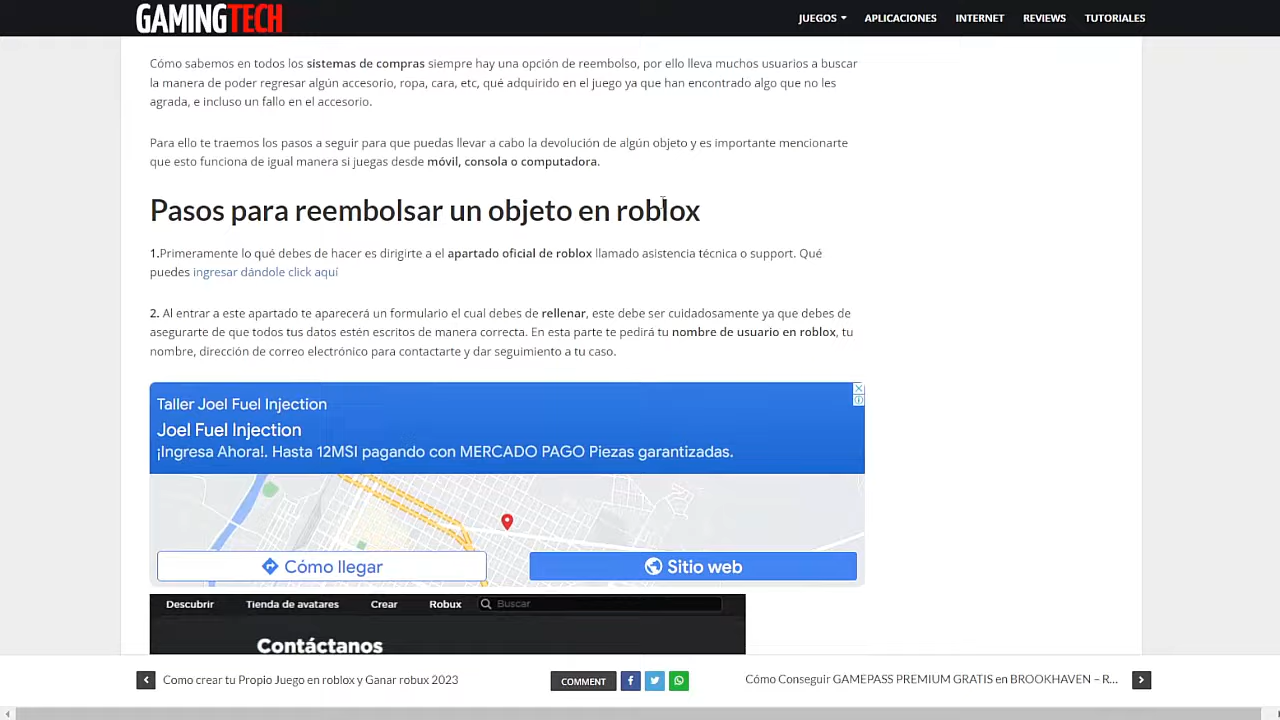 GAMINGTECH
JUEGOS APLICACIONES INTERNET REVIEWS TUTORIALES
Cómo sabemos en todos los sistemas de compras siempre hay una opción de reembolso, por ello lleva muchos usuarios a buscar
la manera de poder regresar algún accesorio, ropa, cara, etc, qué adquirido en el juego ya que han encontrado algo que no les
agrada, e incluso un fallo en el accesorio.
Para ello te traemos los pasos a seguir para que puedas llevar a cabo la devolución de algún objeto y es importante mencionarte
que esto funciona de igual manera si juegas desde móvil, consola o computadora.
Pasos para reembolsar un objeto en roblox
1.Primeramente lo qué debes de hacer es dirigirte a el apartado oficial de roblox llamado asistencia técnica o support. Qué
puedes ingresar dándole click aquí
2. Al entrar a este apartado te aparecerá un formulario el cual debes de rellenar, este debe ser cuidadosamente ya que debes de
asegurarte de que todos tus datos estén escritos de manera correcta. En esta parte te pedirá tu nombre de usuario en roblox, tu
nombre, dirección de correo electrónico para contactarte y dar seguimiento a tu caso.
Taller Joel Fuel Injection
Joel Fuel Injection
¡Ingresa Ahora!. Hasta 12MSI pagando con MERCADO PAGO Piezas garantizadas.
Cómo llegar Sitio web
Descubrir Tienda de avatares Crear Robux Buscar
Contáctanos
Como crear tu Propio Juego en roblox y Ganar robux 2023 COMMENT Cómo Conseguir GAMEPASS PREMIUM GRATIS en BROOKHAVEN – R...